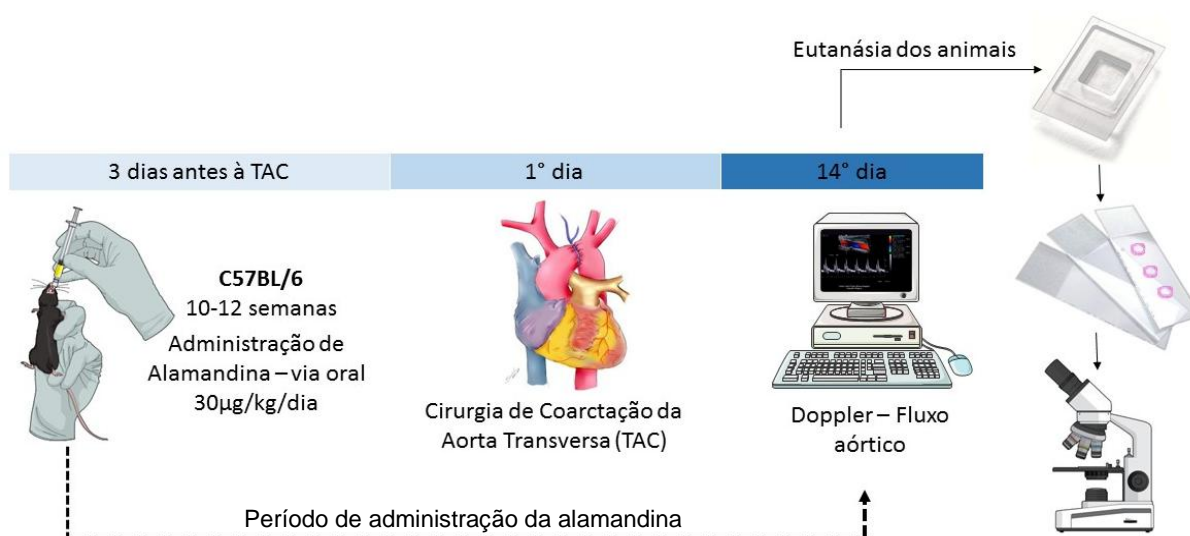 Eutanásia dos animais
3 dias antes à TAC
1° dia
14° dia
C57BL/6
10-12 semanas
Administração de
Alamandina – via oral
30µg/kg/dia
Cirurgia de Coarctação da
Aorta Transversa (TAC)
Doppler – Fluxo
aórtico
Período de administração da alamandina